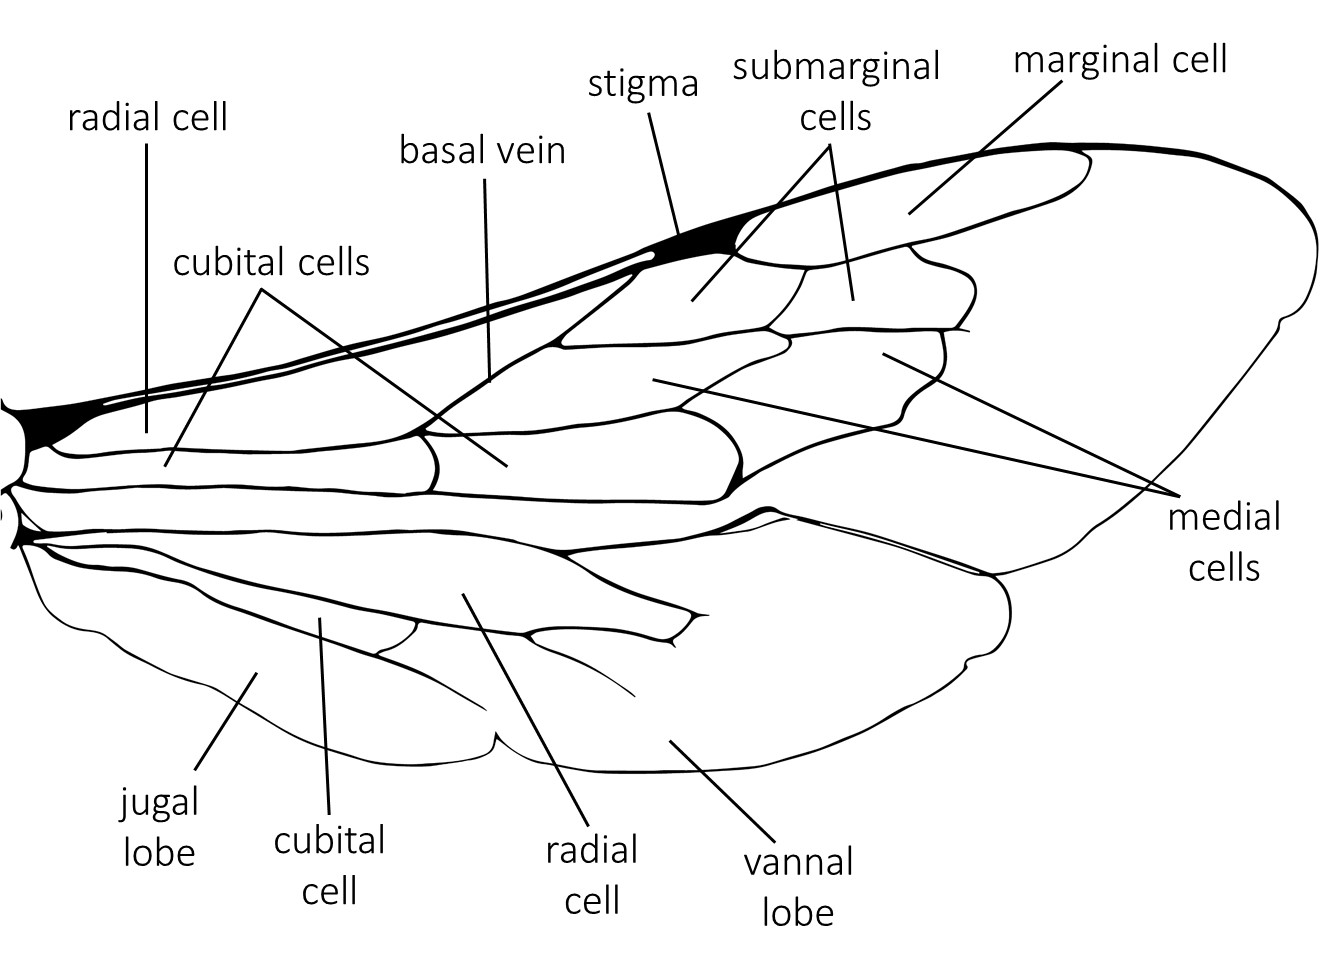 submarginal
cells
marginal cell
stigma
radial cell
basal vein
cubital cells
medial
cells
jugal
lobe
cubital
cell
radial
cell
vannal
lobe